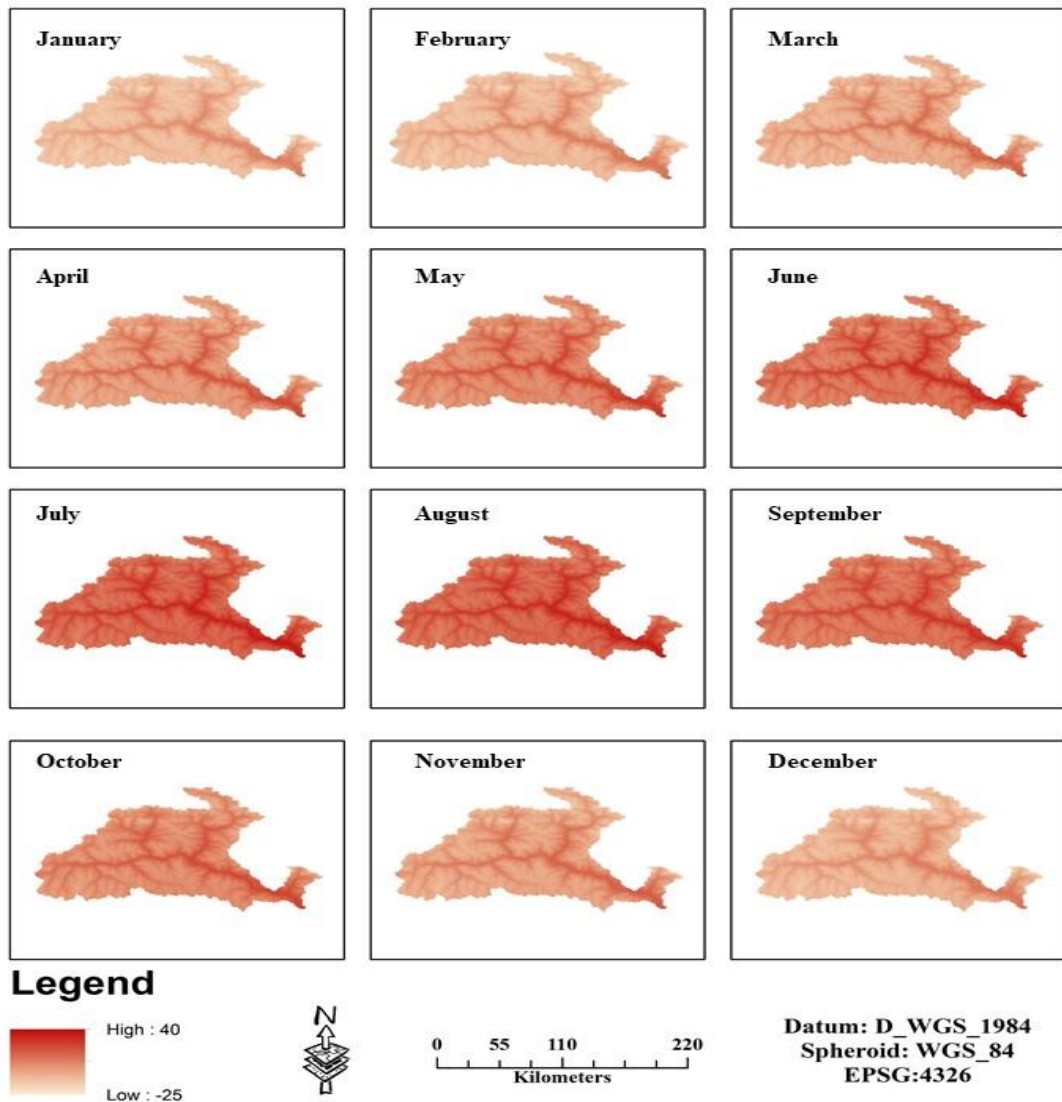 January
February
March
April
May
June
July
August
September
October
November
December
Legend
High : 40
Low : -25
N
0 55 110 220
Kilometers
Datum: D_WGS_1984
Spheroid: WGS_84
EPSG:4326